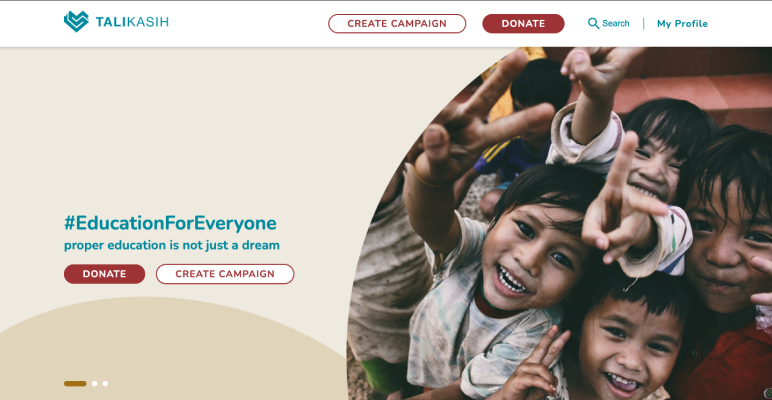 TALIKASIH
CREATE CAMPAIGN
DONATE
Search
My Profile
#EducationForEveryone
proper education is not just a dream
DONATE
CREATE CAMPAIGN